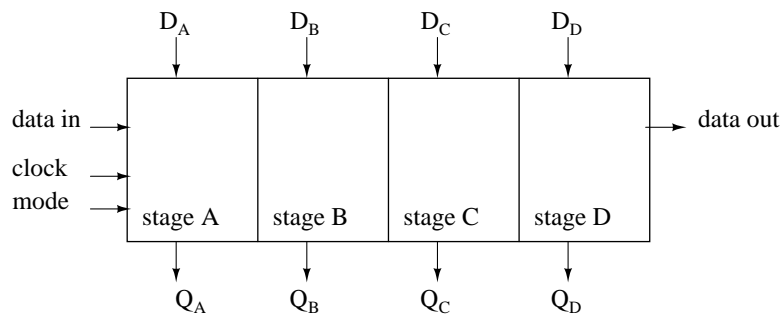 D_A D_B D_C D_D
data in data out
clock
mode
stage A stage B stage C stage D
Q_A Q_B Q_C Q_D